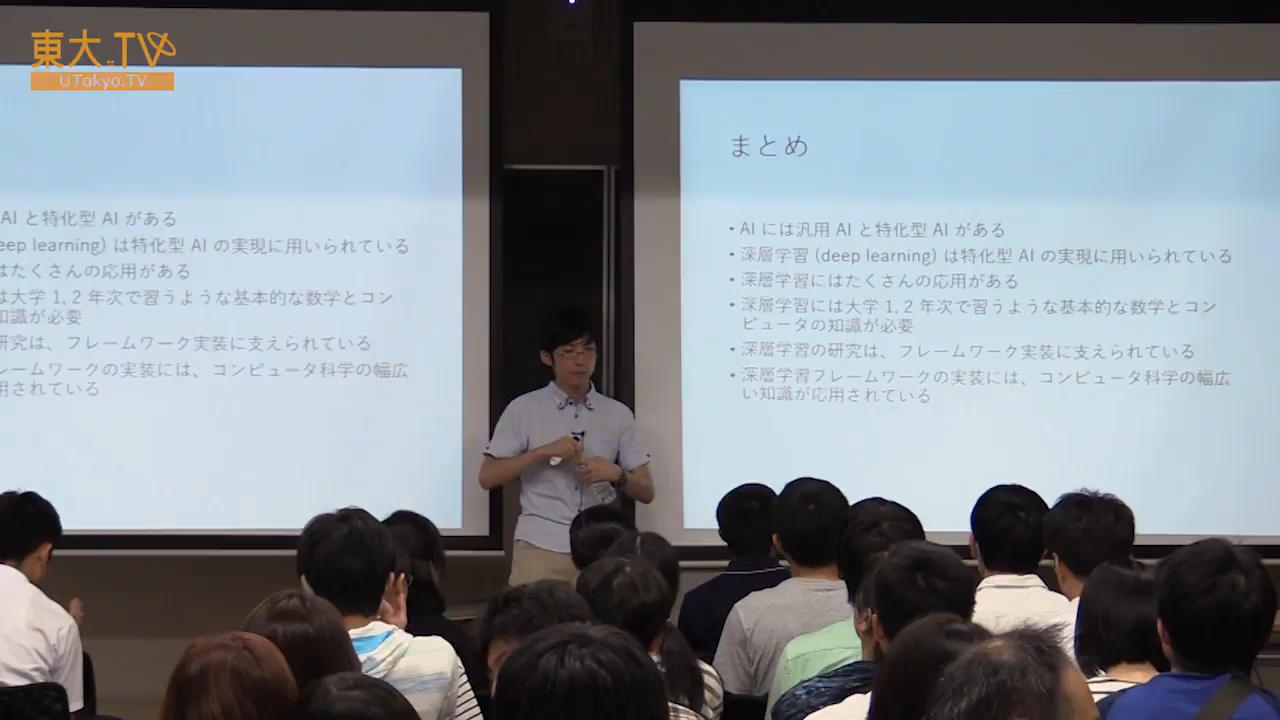 東大.TV
UTokyo.TV
AI と特化型 AI がある
eep learning) は特化型 AI の実現に用いられている
はたくさんの応用がある
は大学 1, 2 年次で習うような基本的な数学とコン
知識が必要
研究は、フレームワーク実装に支えられている
レームワークの実装には、コンピュータ科学の幅広
用されている
まとめ
• AI には汎用 AI と特化型 AI がある
• 深層学習 (deep learning) は特化型 AI の実現に用いられている
• 深層学習にはたくさんの応用がある
• 深層学習には大学 1, 2 年次で習うような基本的な数学とコン
ピュータの知識が必要
• 深層学習の研究は、フレームワーク実装に支えられている
• 深層学習フレームワークの実装には、コンピュータ科学の幅広
い知識が応用されている